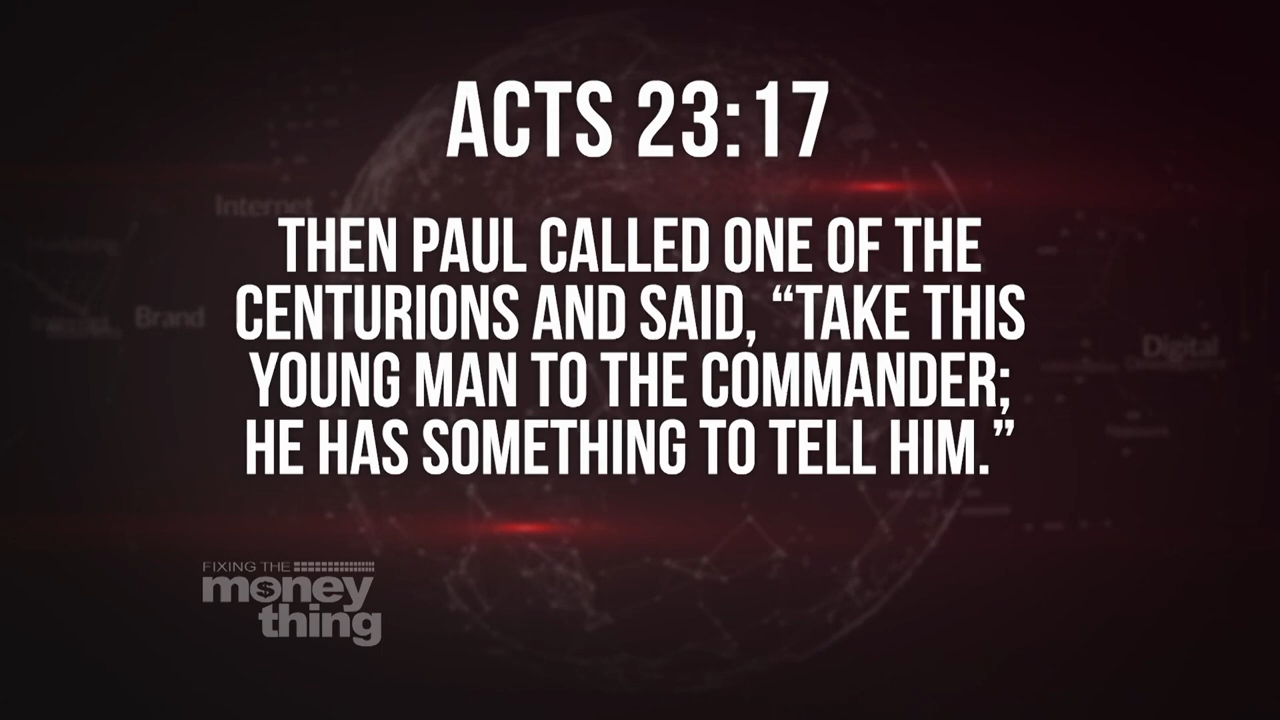 ACTS 23:17
Internet
THEN PAUL CALLED ONE OF THE
CENTURIONS AND SAID, “TAKE THIS
Brand
YOUNG MAN TO THE COMMANDER;
Digital
HE HAS SOMETHING TO TELL HIM.”
FIXING THE
money
thing